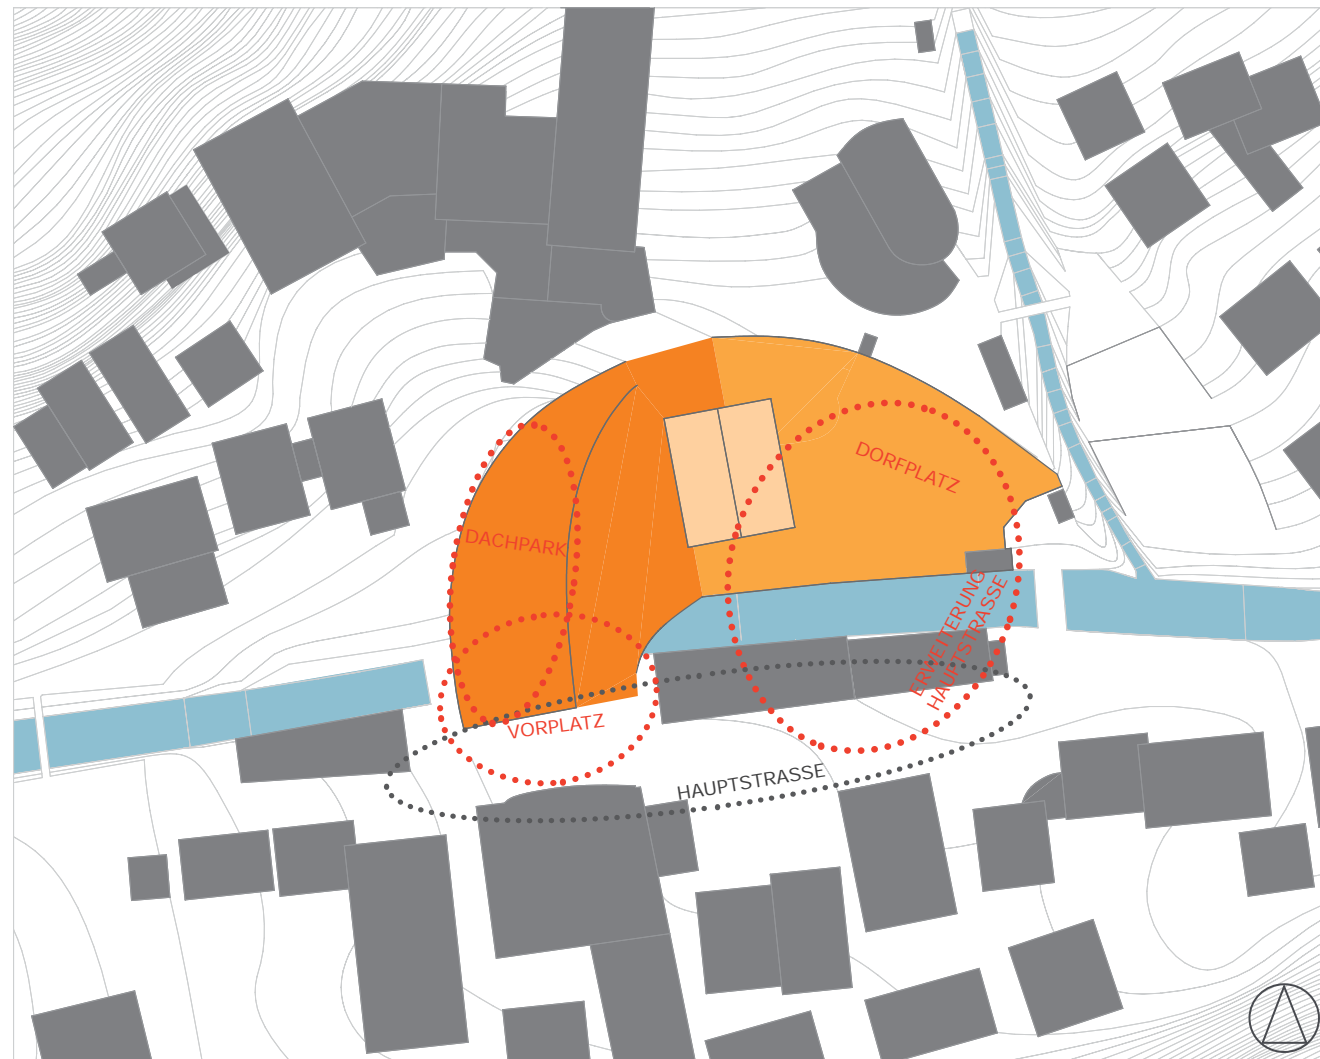 DORFPLATZ
DACHPARK
ERWEITERUNG
HAUPTSTRASSE
VORPLATZ
HAUPTSTRASSE